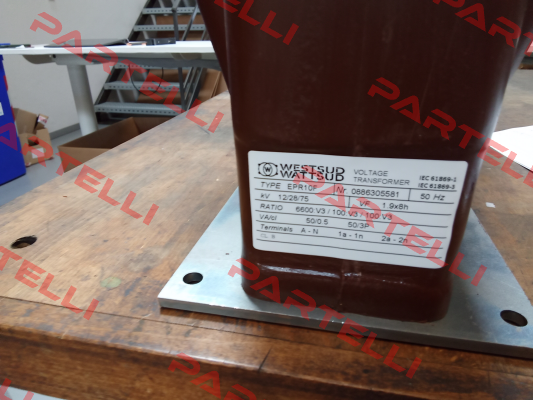 PARTELLI
PARTELLI
PARTELLI
WESTSUD
WATTSUD
VOLTAGE
TRANSFORMER
IEC 61869-1
IEC 61869-3
TYPE EPR10F Nr. 0886305581 50 Hz
kV 12/28/75 VF 1.9x8h
RATIO 6600:V3 / 100:V3 / 100:V3
VA/cl 50/0.5 50/3P
Terminals A - N 1a - 1n 2a - 2n
CL. E
PARTELLI
PARTELLI
PARTELLI
PARTELLI